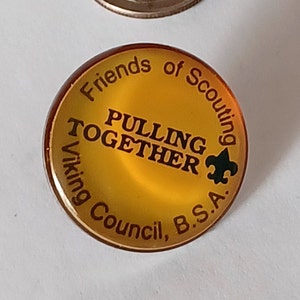 Friends of Scouting
PULLING
TOGETHER
Viking Council, B.S.A.